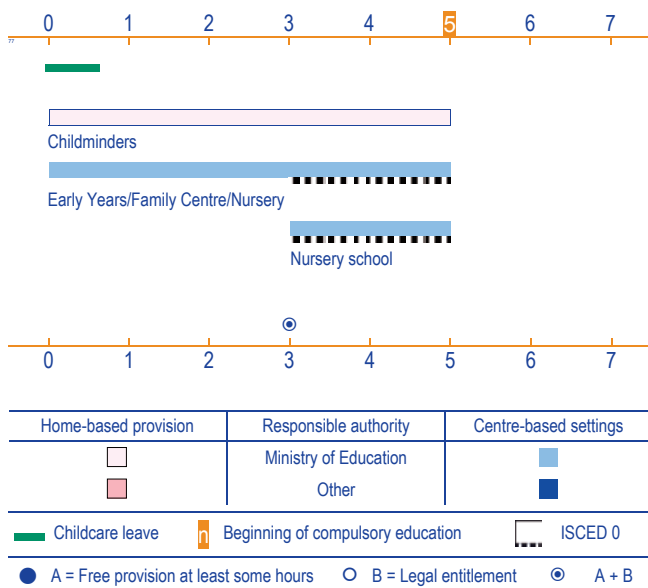 0 1 2 3 4 5 6 7
77
Childminders
Early Years/Family Centre/Nursery
Nursery school
0 1 2 3 4 5 6 7
Home-based provision Responsible authority Centre-based settings
Ministry of Education
Other
Childcare leave n Beginning of compulsory education ISCED 0
A = Free provision at least some hours B = Legal entitlement A + B